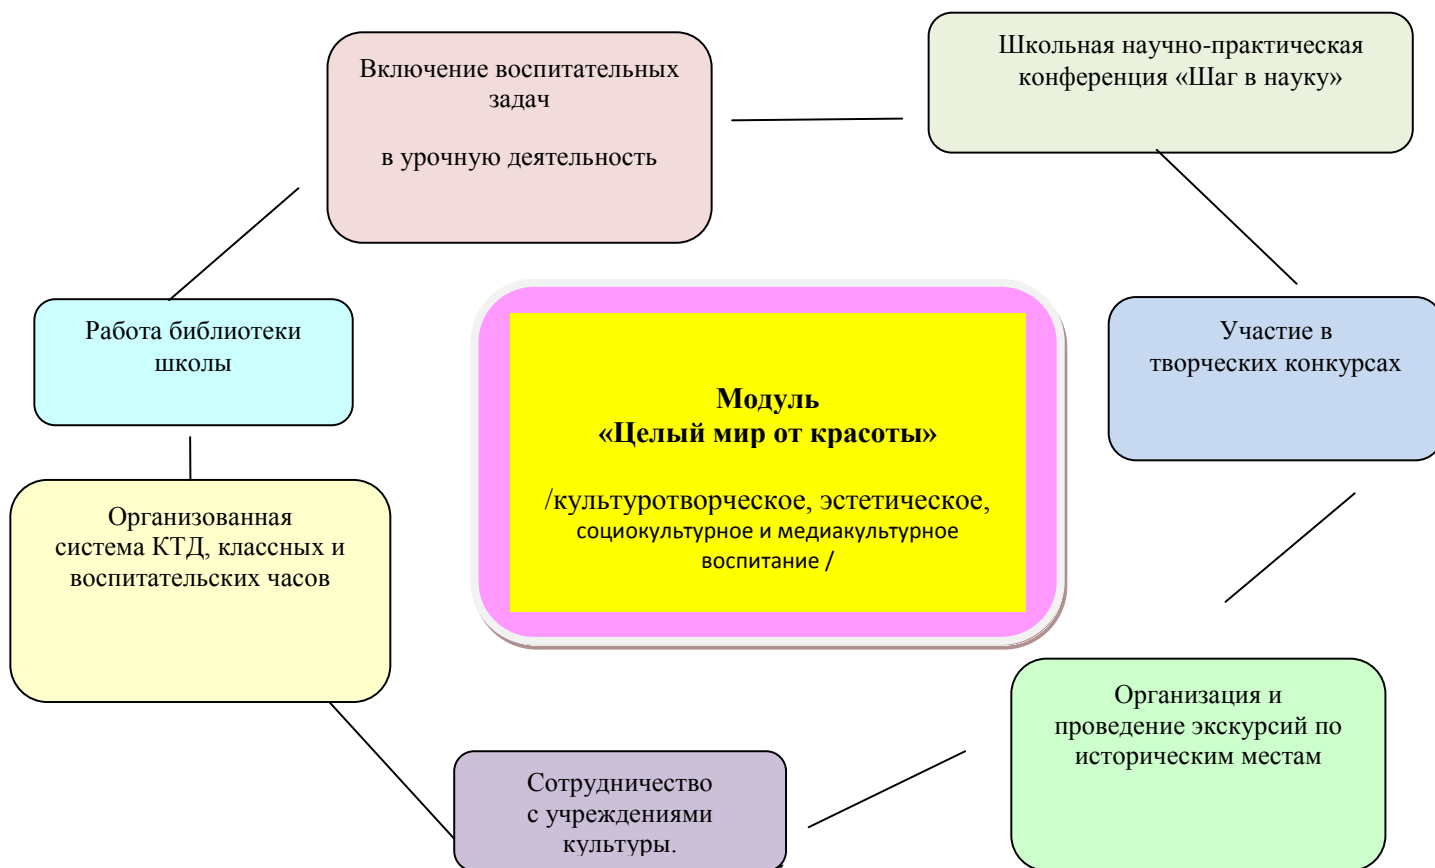 Включение воспитательных
задач
в урочную деятельность
Школьная научно-практическая
конференция «Шаг в науку»
Работа библиотеки
школы
Модуль
«Целый мир от красоты»
/культуротворческое, эстетическое,
социокультурное и медиакультурное
воспитание /
Участие в
творческих конкурсах
Организованная
система КТД, классных и
воспитательских часов
Сотрудничество
с учреждениями
культуры.
Организация и
проведение экскурсий по
историческим местам